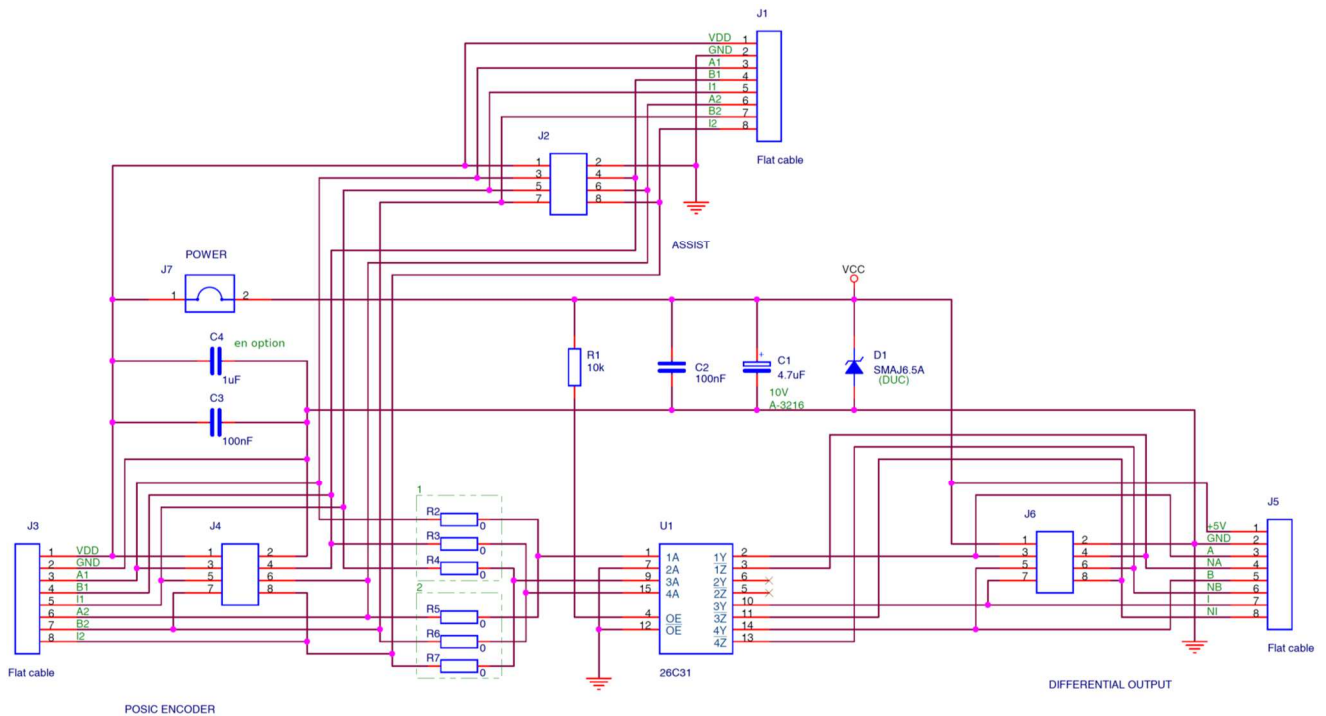 J1
VDD 1
GND 2
A1 3
B1 4
I1 5
A2 6
B2 7
I2 8
Flat cable
J2
1 2
3 4
5 6
7 8
ASSIST
POWER
J7
1 2
VCC
C4
en option
1uF
C3
100nF
R1
10k
C2
100nF
+
C1
4.7uF
10V
A-3216
D1
SMAJ6.5A
(DUC)
J3
1 VDD
2 GND
3 A1
4 B1
5 I1
6 A2
7 B2
8 I2
Flat cable
J4
1 2
3 4
5 6
7 8
1
R2
0
R3
0
R4
0
2
R5
0
R6
0
R7
0
U1
1 1A 1Y 2
7 2A 1Z 3
9 3A 2Y 6
15 4A 2Z 5
3Y 10
4 OE 3Z 11
12 OE 4Y 14
4Z 13
26C31
J6
1 2
3 4
5 6
7 8
J5
+5V 1
GND 2
A 3
NA 4
B 5
NB 6
I 7
NI 8
Flat cable
DIFFERENTIAL OUTPUT
POSIC ENCODER